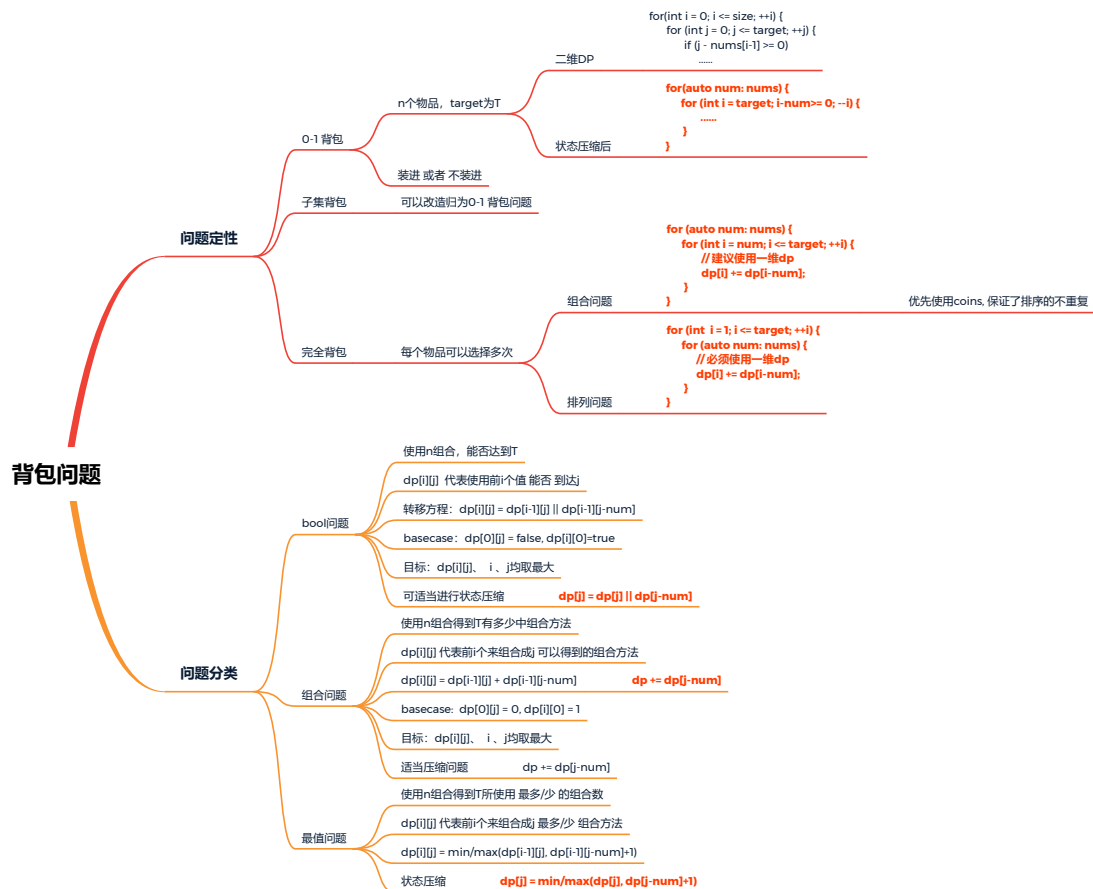 背包问题
问题定性
0-1 背包
n个物品，target为T
二维DP
for(int i = 0; i <= size; ++i) {
for (int j = 0; j <= target; ++j) {
if (j - nums[i-1] >= 0)
......
状态压缩后
for(auto num: nums) {
for (int i = target; i-num>= 0; --i) {
......
}
}
装进 或者 不装进
子集背包
可以改造归为0-1 背包问题
完全背包
每个物品可以选择多次
组合问题
for (auto num: nums) {
for (int i = num; i <= target; ++i) {
// 建议使用一维dp
dp[i] += dp[i-num];
}
}
优先使用coins, 保证了排序的不重复
排列问题
for (int i = 1; i <= target; ++i) {
for (auto num: nums) {
// 必须使用一维dp
dp[i] += dp[i-num];
}
}
问题分类
bool问题
使用n组合，能否达到T
dp[i][j] 代表使用前i个值 能否 到达j
转移方程：dp[i][j] = dp[i-1][j] || dp[i-1][j-num]
basecase：dp[0][j] = false, dp[i][0]=true
目标：dp[i][j]、 i 、j均取最大
可适当进行状态压缩
dp[j] = dp[j] || dp[j-num]
组合问题
使用n组合得到T有多少中组合方法
dp[i][j] 代表前i个来组合成j 可以得到的组合方法
dp[i][j] = dp[i-1][j] + dp[i-1][j-num]
dp += dp[j-num]
basecase: dp[0][j] = 0, dp[i][0] = 1
目标：dp[i][j]、 i 、j均取最大
适当压缩问题
dp += dp[j-num]
最值问题
使用n组合得到T所使用 最多/少 的组合数
dp[i][j] 代表前i个来组合成j 最多/少 组合方法
dp[i][j] = min/max(dp[i-1][j], dp[i-1][j-num]+1)
状态压缩
dp[j] = min/max(dp[j], dp[j-num]+1)